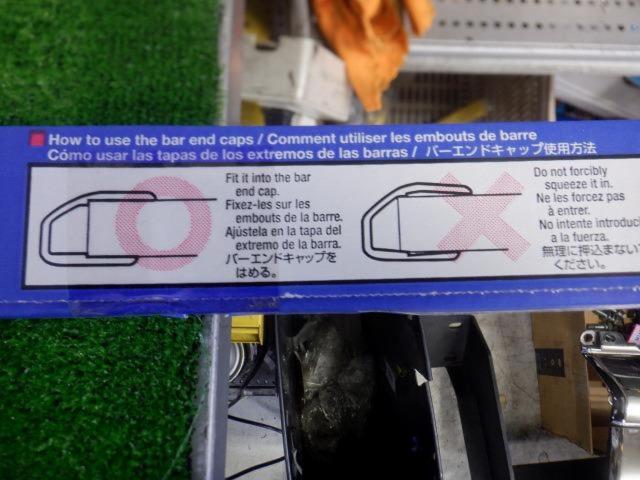 How to use the bar end caps / Comment utiliser les embouts de barre
Cómo usar las tapas de los extremos de las barras / バーエンドキャップ使用方法
Fit it into the bar
end cap.
Fixez-les sur les
embouts de la barre.
Ajústela en la tapa del
extremo de la barra.
バーエンドキャップを
はめる。
Do not forcibly
squeeze it in.
Ne les forcez pas
à entrer.
No intente introduci
a la fuerza.
無理に押込まない
ください。